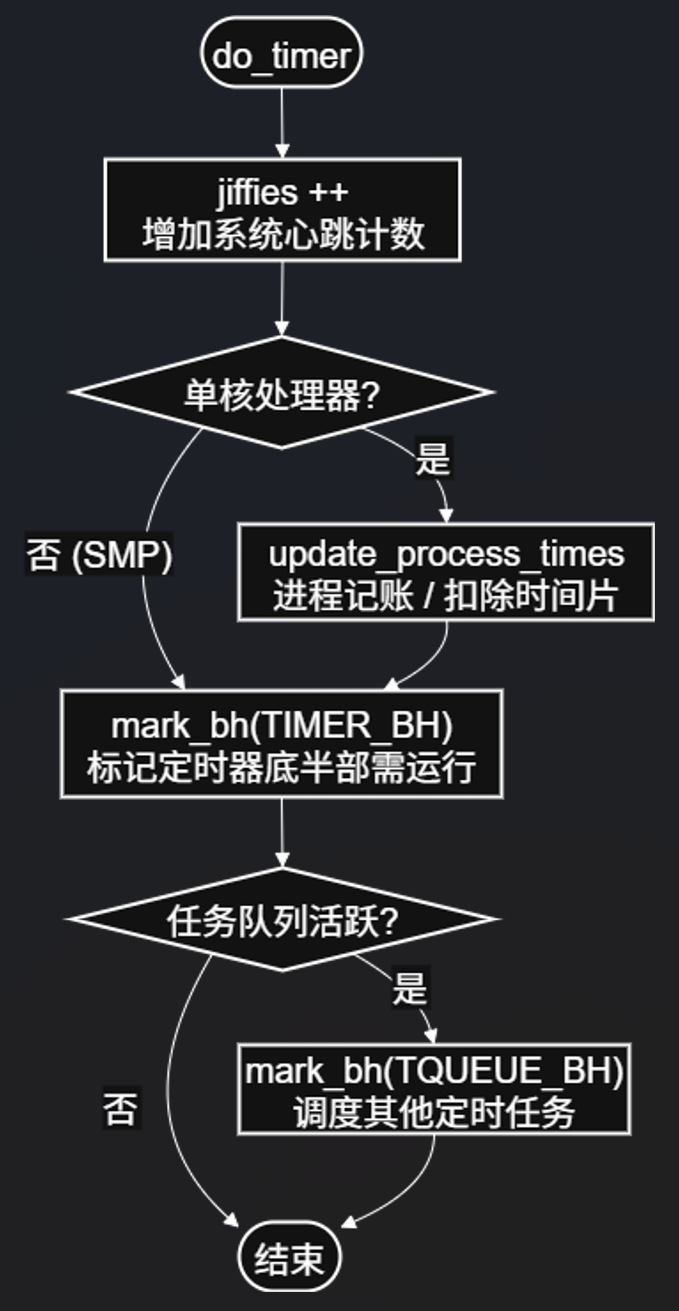 do_timer
jiffies ++
增加系统心跳计数
单核处理器?
是
否 (SMP)
update_process_times
进程记账 / 扣除时间片
mark_bh(TIMER_BH)
标记定时器底半部需运行
任务队列活跃?
是
mark_bh(TQUEUE_BH)
调度其他定时任务
否
结束